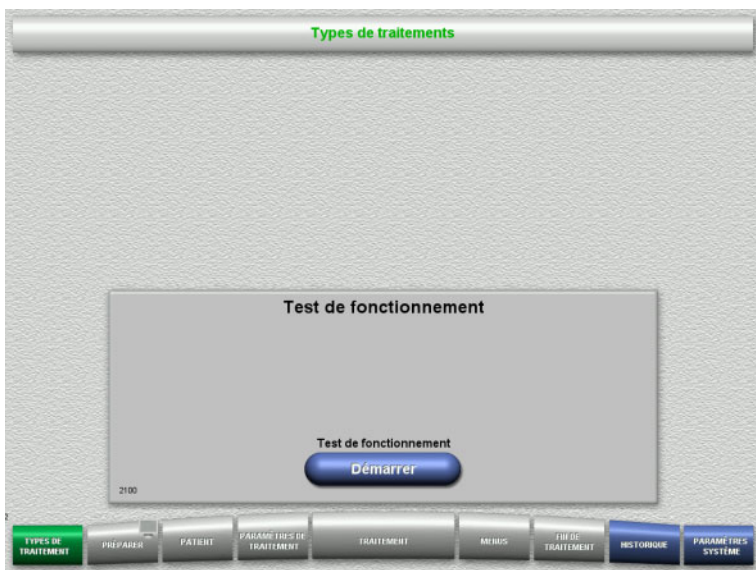 Types de traitements
Test de fonctionnement
Test de fonctionnement
Démarrer
2100
2
TYPES DE
TRAITEMENT
PRÉPARER
PATIENT
PARAMÈTRES DE
TRAITEMENT
TRAITEMENT
MENUS
FIN DE
TRAITEMENT
HISTORIQUE
PARAMÈTRES
SYSTÈME